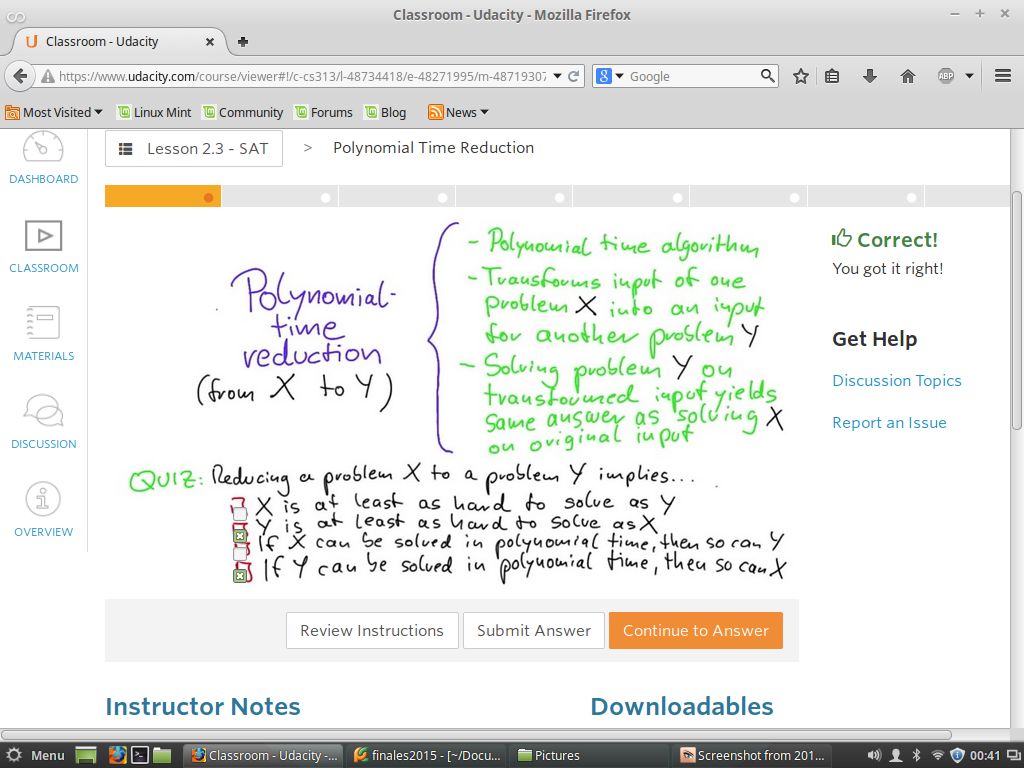 Classroom - Udacity - Mozilla Firefox
Classroom - Udacity
https://www.udacity.com/course/viewer#!/c-cs313/l-48734418/e-48271995/m-48719307
Google
ABP
Most Visited Linux Mint Community Forums Blog News
Lesson 2.3 - SAT > Polynomial Time Reduction
DASHBOARD
CLASSROOM
MATERIALS
DISCUSSION
OVERVIEW
Polynomial-
time
reduction
(from X to Y)
- Polynomial time algorithm
- Transforms input of one
problem X into an input
for another problem Y
- Solving problem Y on
transformed input yields
same answer as solving X
on original input
QUIZ: Reducing a problem X to a problem Y implies...
X is at least as hard to solve as Y
Y is at least as hard to solve as X
If X can be solved in polynomial time, then so can Y
If Y can be solved in polynomial time, then so can X
Correct!
You got it right!
Get Help
Discussion Topics
Report an Issue
Review Instructions Submit Answer Continue to Answer
Instructor Notes Downloadables
Menu Classroom - Udacity -... finales2015 - [~/Docu... Pictures Screenshot from 201... 00:41